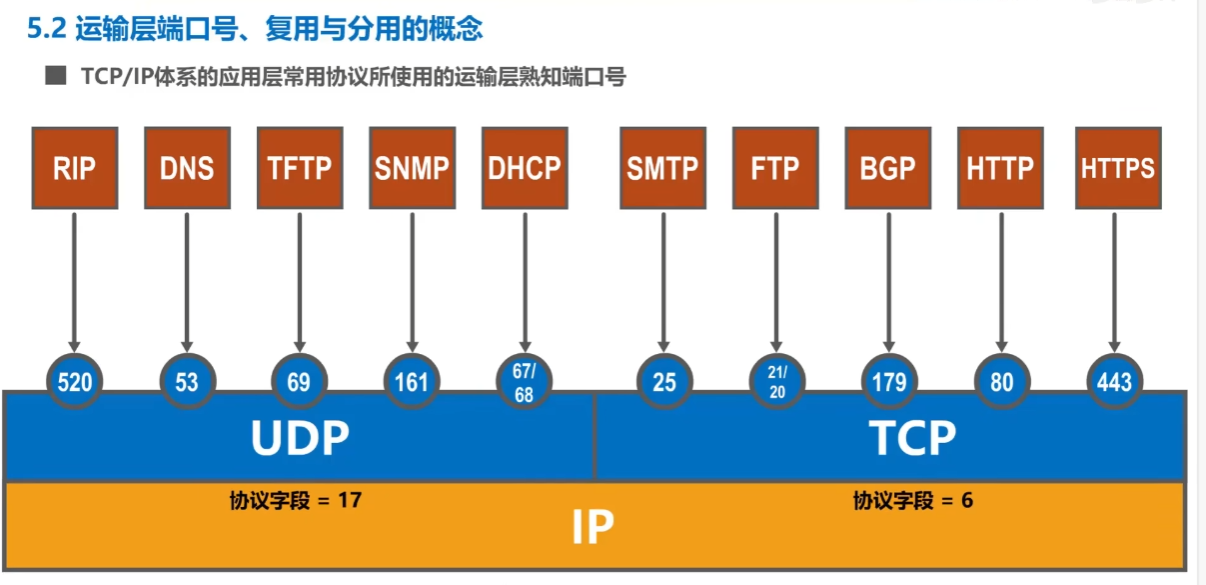 5.2 运输层端口号、复用与分用的概念
TCP/IP体系的应用层常用协议所使用的运输层熟知端口号
RIP DNS TFTP SNMP DHCP SMTP FTP BGP HTTP HTTPS
520 53 69 161 67/68 25 21/20 179 80 443
UDP TCP
协议字段 = 17 协议字段 = 6
IP